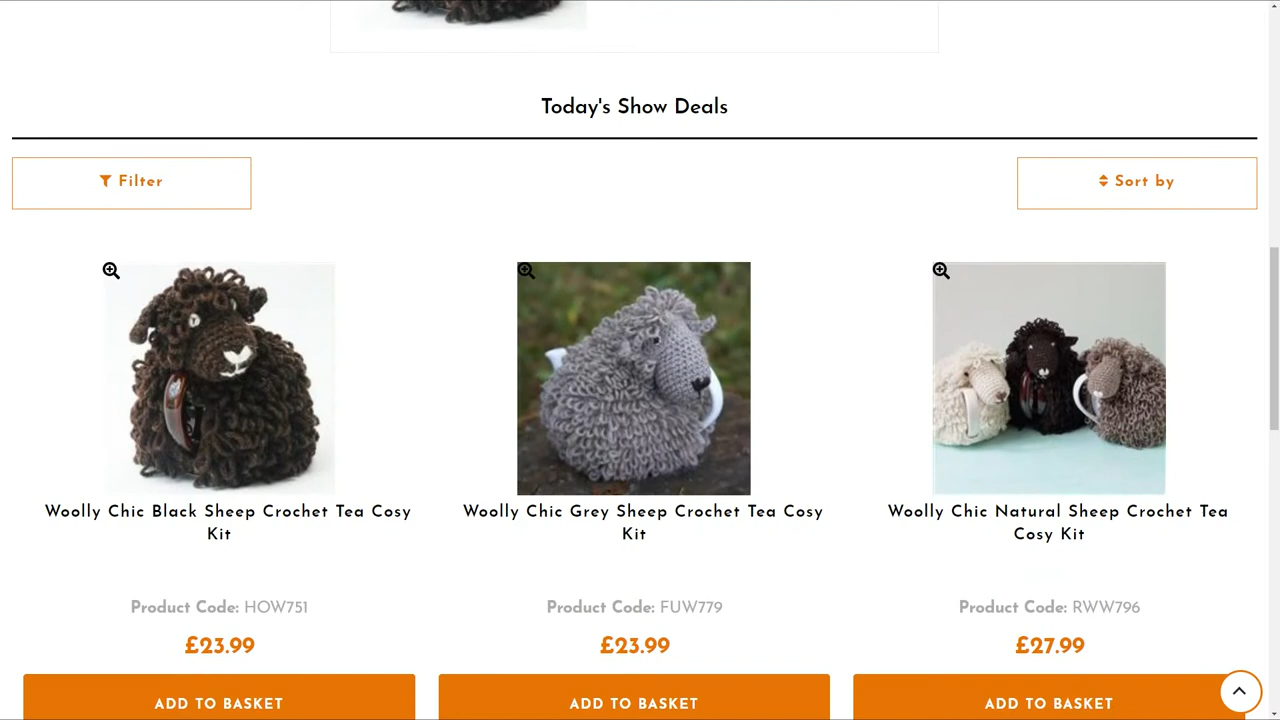 Today's Show Deals
Filter
Sort by
Woolly Chic Black Sheep Crochet Tea Cosy
Kit
Product Code: HOW751
£23.99
ADD TO BASKET
Woolly Chic Grey Sheep Crochet Tea Cosy
Kit
Product Code: FUW779
£23.99
ADD TO BASKET
Woolly Chic Natural Sheep Crochet Tea
Cosy Kit
Product Code: RWW796
£27.99
ADD TO BASKET